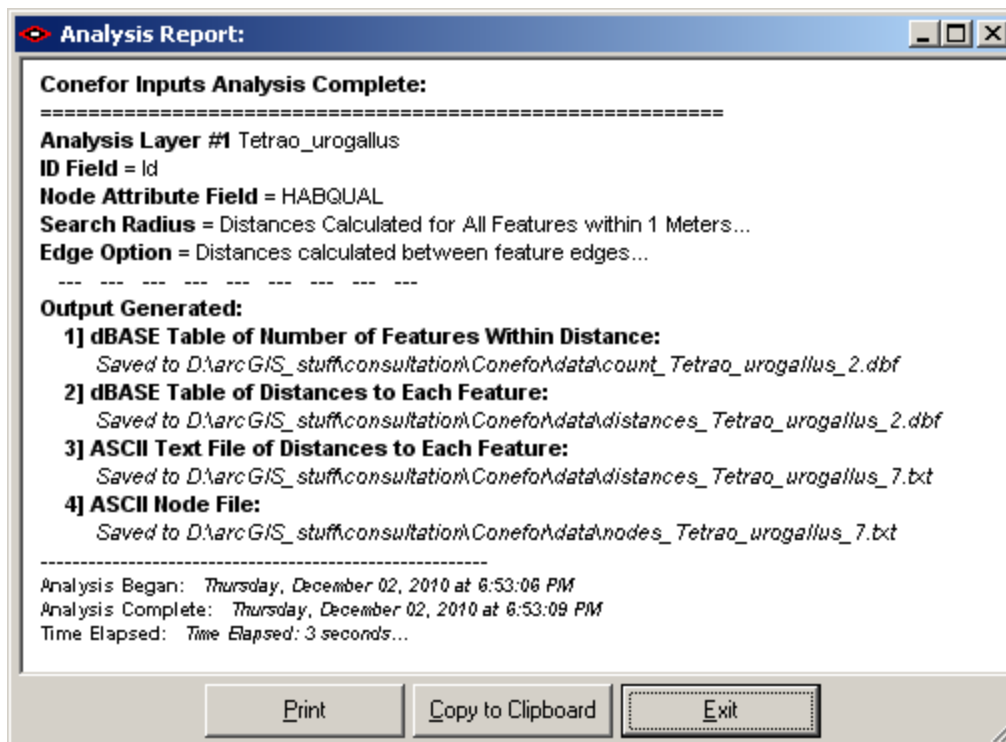 Analysis Report:
Conefor Inputs Analysis Complete:
=========================================================
Analysis Layer #1 Tetrao_urogallus
ID Field = Id
Node Attribute Field = HABQUAL
Search Radius = Distances Calculated for All Features within 1 Meters...
Edge Option = Distances calculated between feature edges...
--- --- --- --- --- --- --- --- ---
Output Generated:
1] dBASE Table of Number of Features Within Distance:
Saved to D:\arcGIS_stuff\consultation\Conefor\data\count_Tetrao_urogallus_2.dbf
2] dBASE Table of Distances to Each Feature:
Saved to D:\arcGIS_stuff\consultation\Conefor\data\distances_Tetrao_urogallus_2.dbf
3] ASCII Text File of Distances to Each Feature:
Saved to D:\arcGIS_stuff\consultation\Conefor\data\distances_Tetrao_urogallus_7.txt
4] ASCII Node File:
Saved to D:\arcGIS_stuff\consultation\Conefor\data\nodes_Tetrao_urogallus_7.txt
--------------------------------------------------------
Analysis Began: Thursday, December 02, 2010 at 6:53:06 PM
Analysis Complete: Thursday, December 02, 2010 at 6:53:09 PM
Time Elapsed: Time Elapsed: 3 seconds...
Print Copy to Clipboard Exit